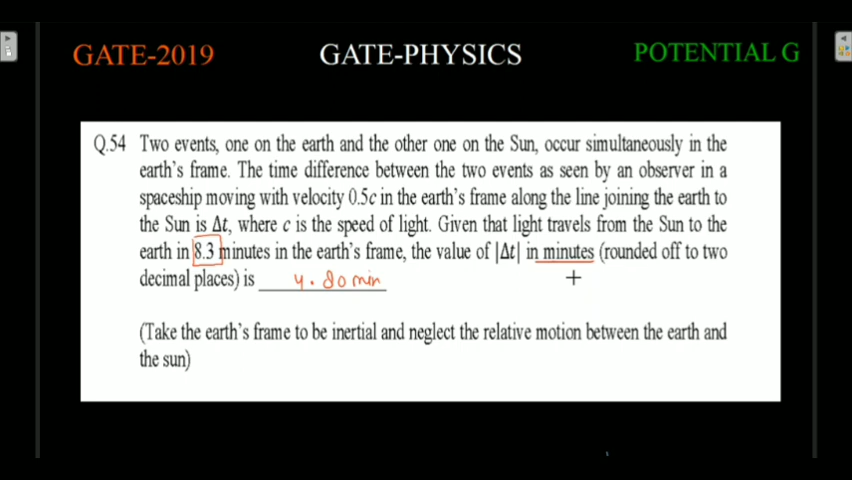 GATE-2019 GATE-PHYSICS POTENTIAL G
Q.54 Two events, one on the earth and the other one on the Sun, occur simultaneously in the
earth's frame. The time difference between the two events as seen by an observer in a
spaceship moving with velocity 0.5c in the earth's frame along the line joining the earth to
the Sun is Δt, where c is the speed of light. Given that light travels from the Sun to the
earth in 8.3 minutes in the earth's frame, the value of |Δt| in minutes (rounded off to two
decimal places) is 4.80 min
(Take the earth's frame to be inertial and neglect the relative motion between the earth and
the sun)